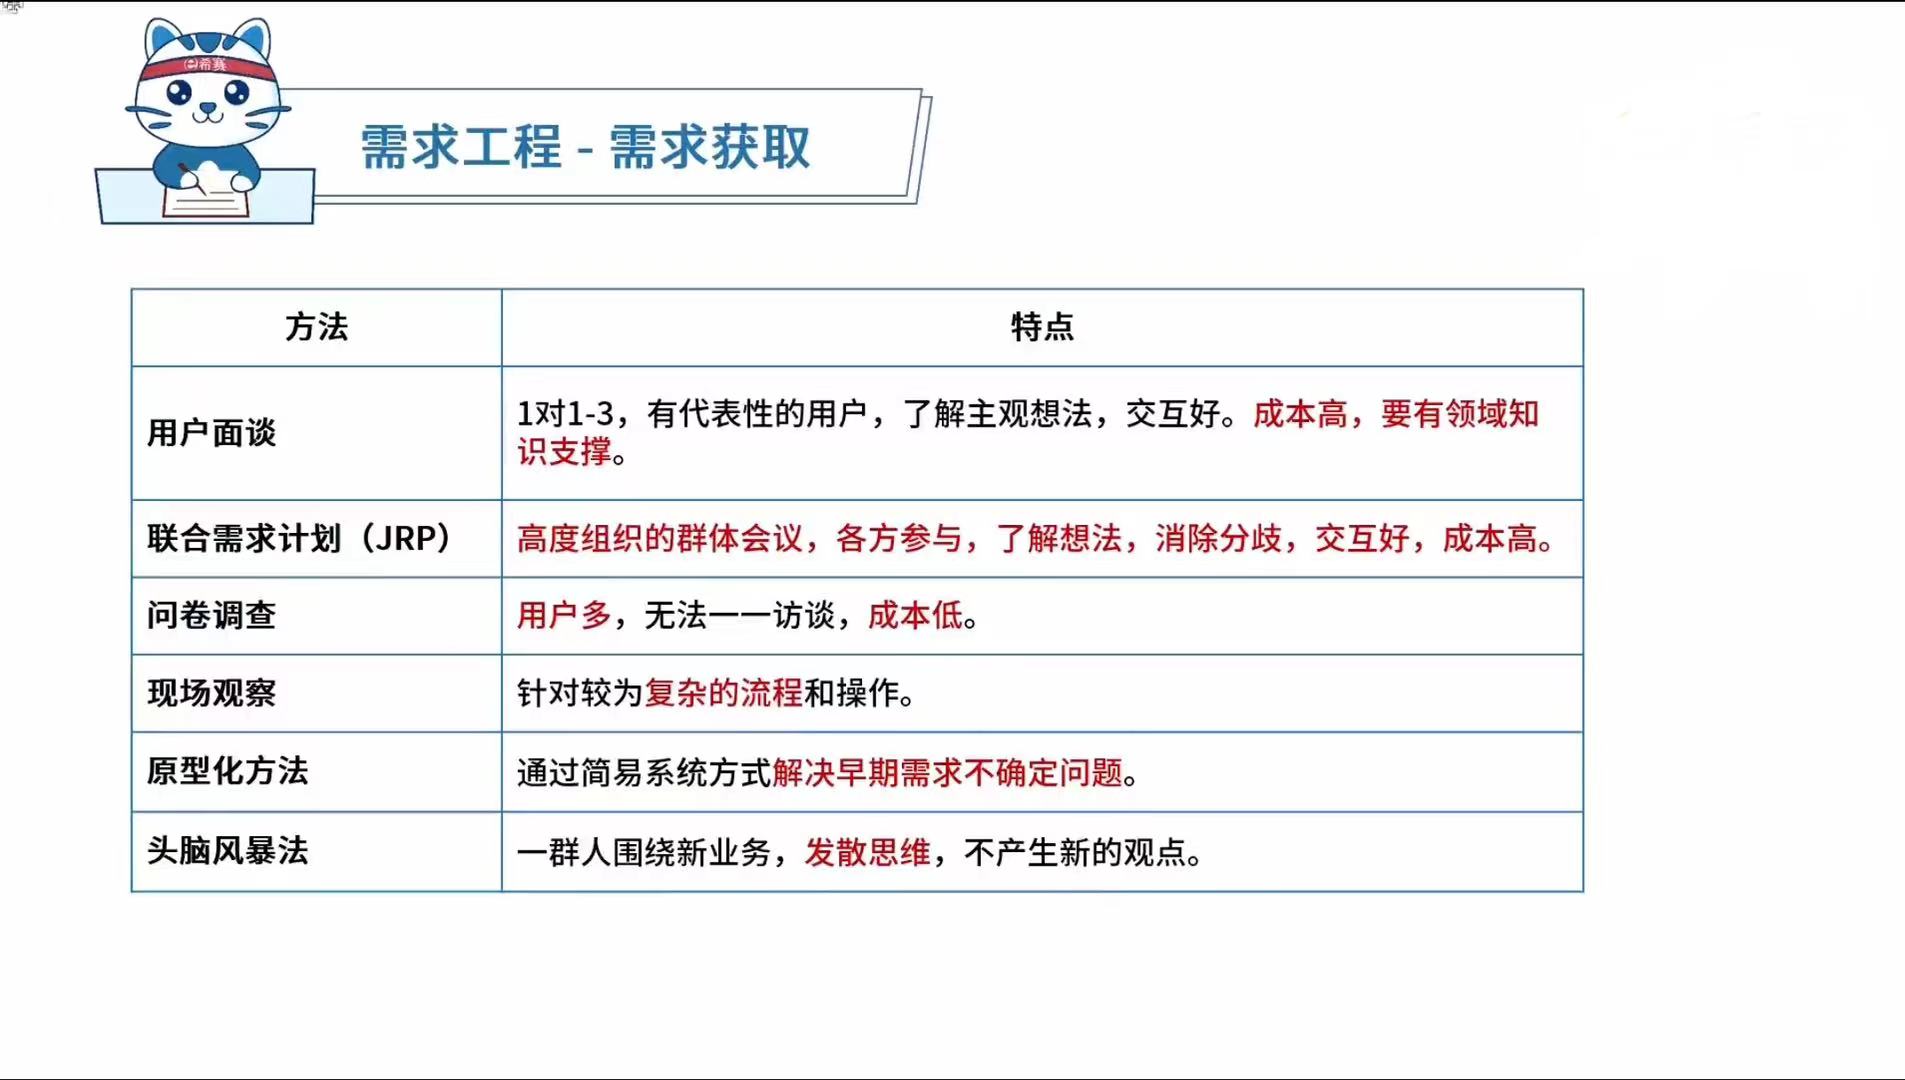 希赛
需求工程 - 需求获取
方法
特点
用户面谈
1对1-3，有代表性的用户，了解主观想法，交互好。成本高，要有领域知
识支撑。
联合需求计划（JRP）
高度组织的群体会议，各方参与，了解想法，消除分歧，交互好，成本高。
问卷调查
用户多，无法一一访谈，成本低。
现场观察
针对较为复杂的流程和操作。
原型化方法
通过简易系统方式解决早期需求不确定问题。
头脑风暴法
一群人围绕新业务，发散思维，不产生新的观点。